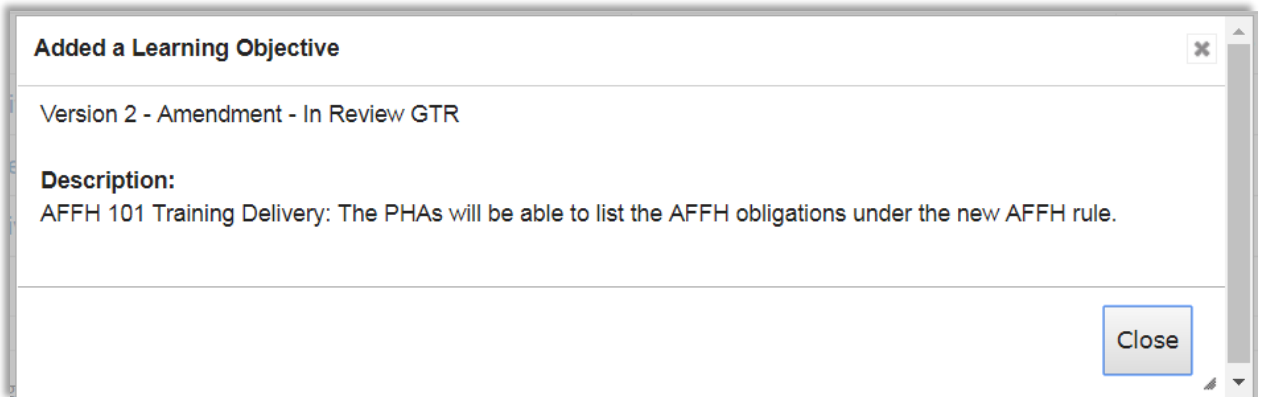 Added a Learning Objective
Version 2 - Amendment - In Review GTR
Description:
AFFH 101 Training Delivery: The PHAs will be able to list the AFFH obligations under the new AFFH rule.
Close